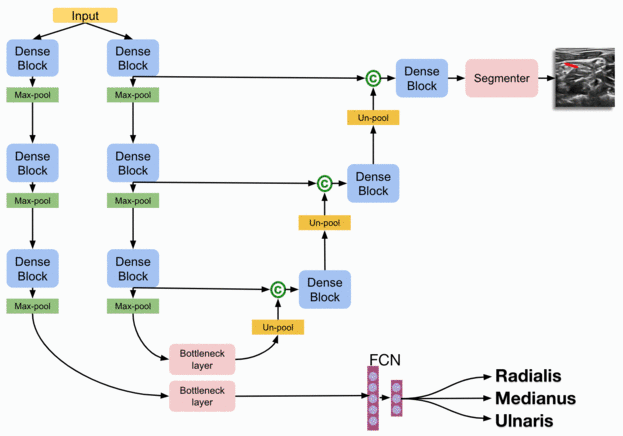 Input
Dense
Block
Dense
Block
C
Dense
Block
Segmenter
Max-pool
Max-pool
Un-pool
Dense
Block
Dense
Block
C
Dense
Block
Max-pool
Max-pool
Un-pool
Dense
Block
Dense
Block
C
Dense
Block
Max-pool
Max-pool
Un-pool
Bottleneck
layer
Bottleneck
layer
FCN
Radialis
Medianus
Ulnaris